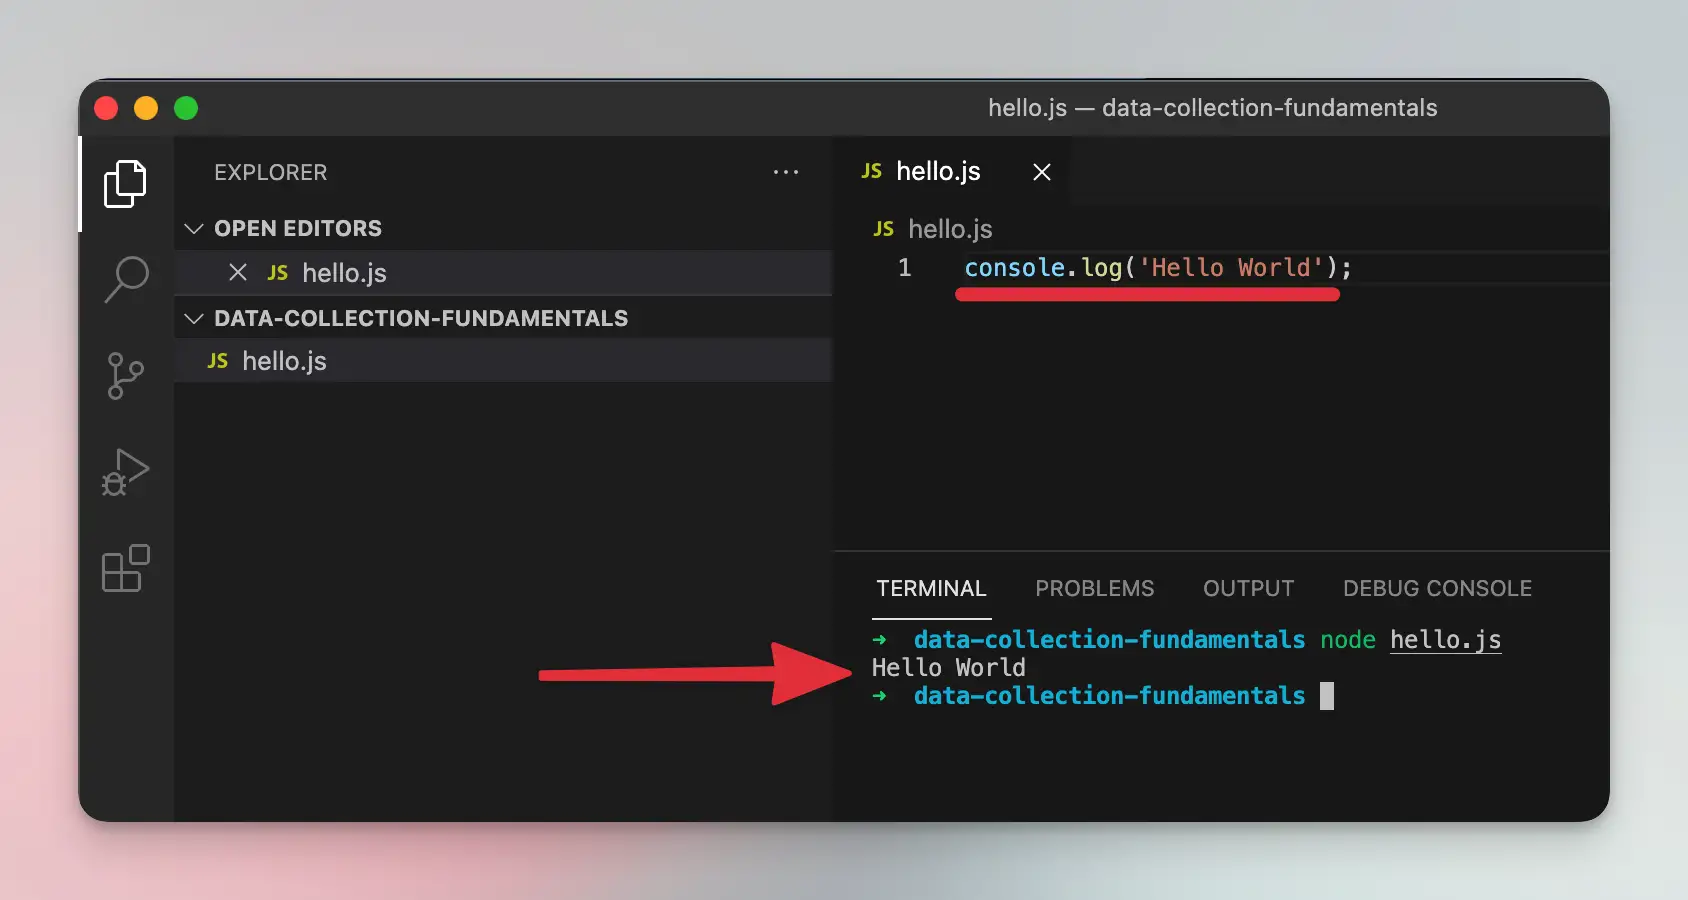 hello.js — data-collection-fundamentals
EXPLORER
OPEN EDITORS
JS hello.js
DATA-COLLECTION-FUNDAMENTALS
JS hello.js
JS hello.js
JS hello.js
1 console.log('Hello World');
TERMINAL PROBLEMS OUTPUT DEBUG CONSOLE
➜ data-collection-fundamentals node hello.js
Hello World
➜ data-collection-fundamentals